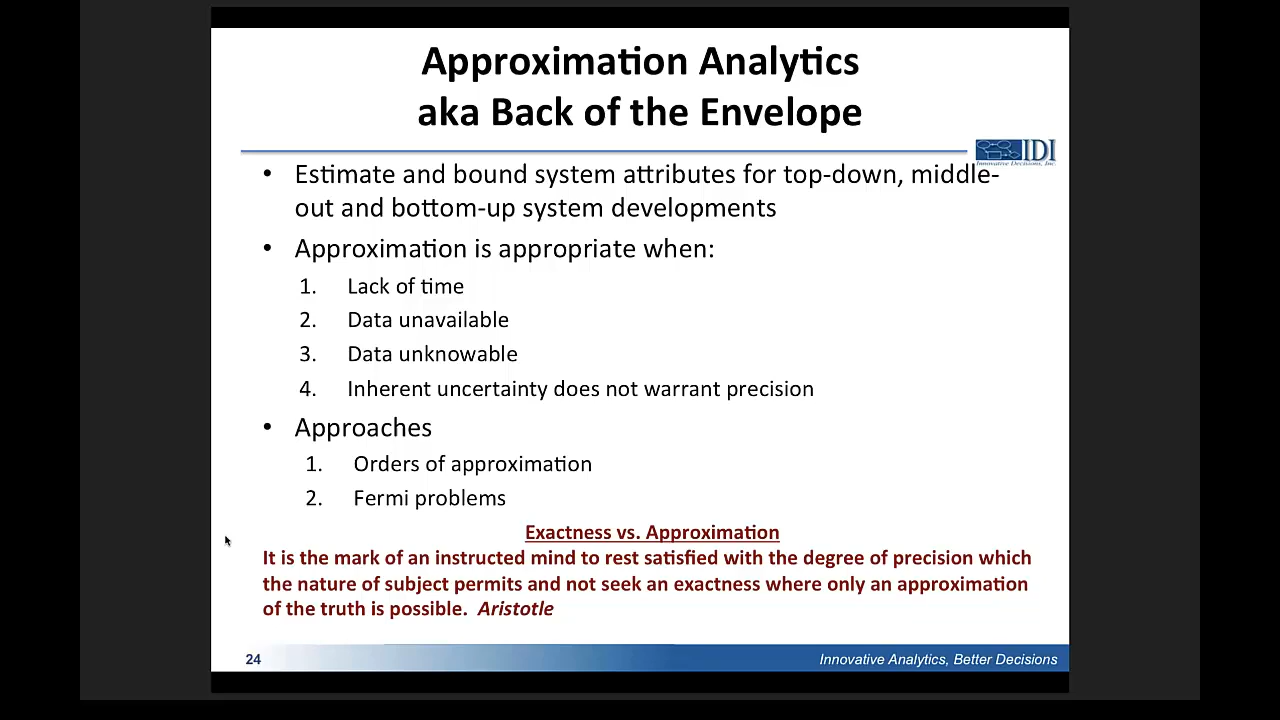 Approximation Analytics
aka Back of the Envelope
IDI
Innovative Decisions, Inc.
• Estimate and bound system attributes for top-down, middle-
out and bottom-up system developments
• Approximation is appropriate when:
1. Lack of time
2. Data unavailable
3. Data unknowable
4. Inherent uncertainty does not warrant precision
• Approaches
1. Orders of approximation
2. Fermi problems
Exactness vs. Approximation
It is the mark of an instructed mind to rest satisfied with the degree of precision which
the nature of subject permits and not seek an exactness where only an approximation
of the truth is possible. Aristotle
24
Innovative Analytics, Better Decisions